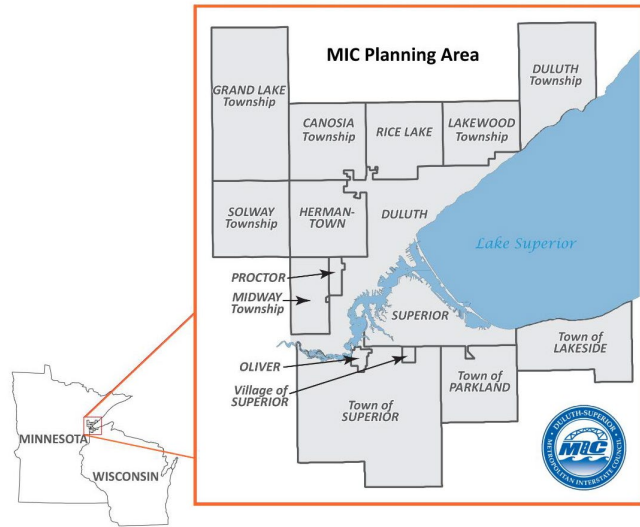 MIC Planning Area
GRAND LAKE
Township
DULUTH
Township
CANOSIA
Township
RICE LAKE
LAKEWOOD
Township
SOLWAY
Township
HERMAN-
TOWN
DULUTH
Lake Superior
PROCTOR
MIDWAY
Township
SUPERIOR
OLIVER
Village of
SUPERIOR
Town of
SUPERIOR
Town of
PARKLAND
Town of
LAKESIDE
MINNESOTA
WISCONSIN
DULUTH-SUPERIOR
MIC
METROPOLITAN INTERSTATE COUNCIL